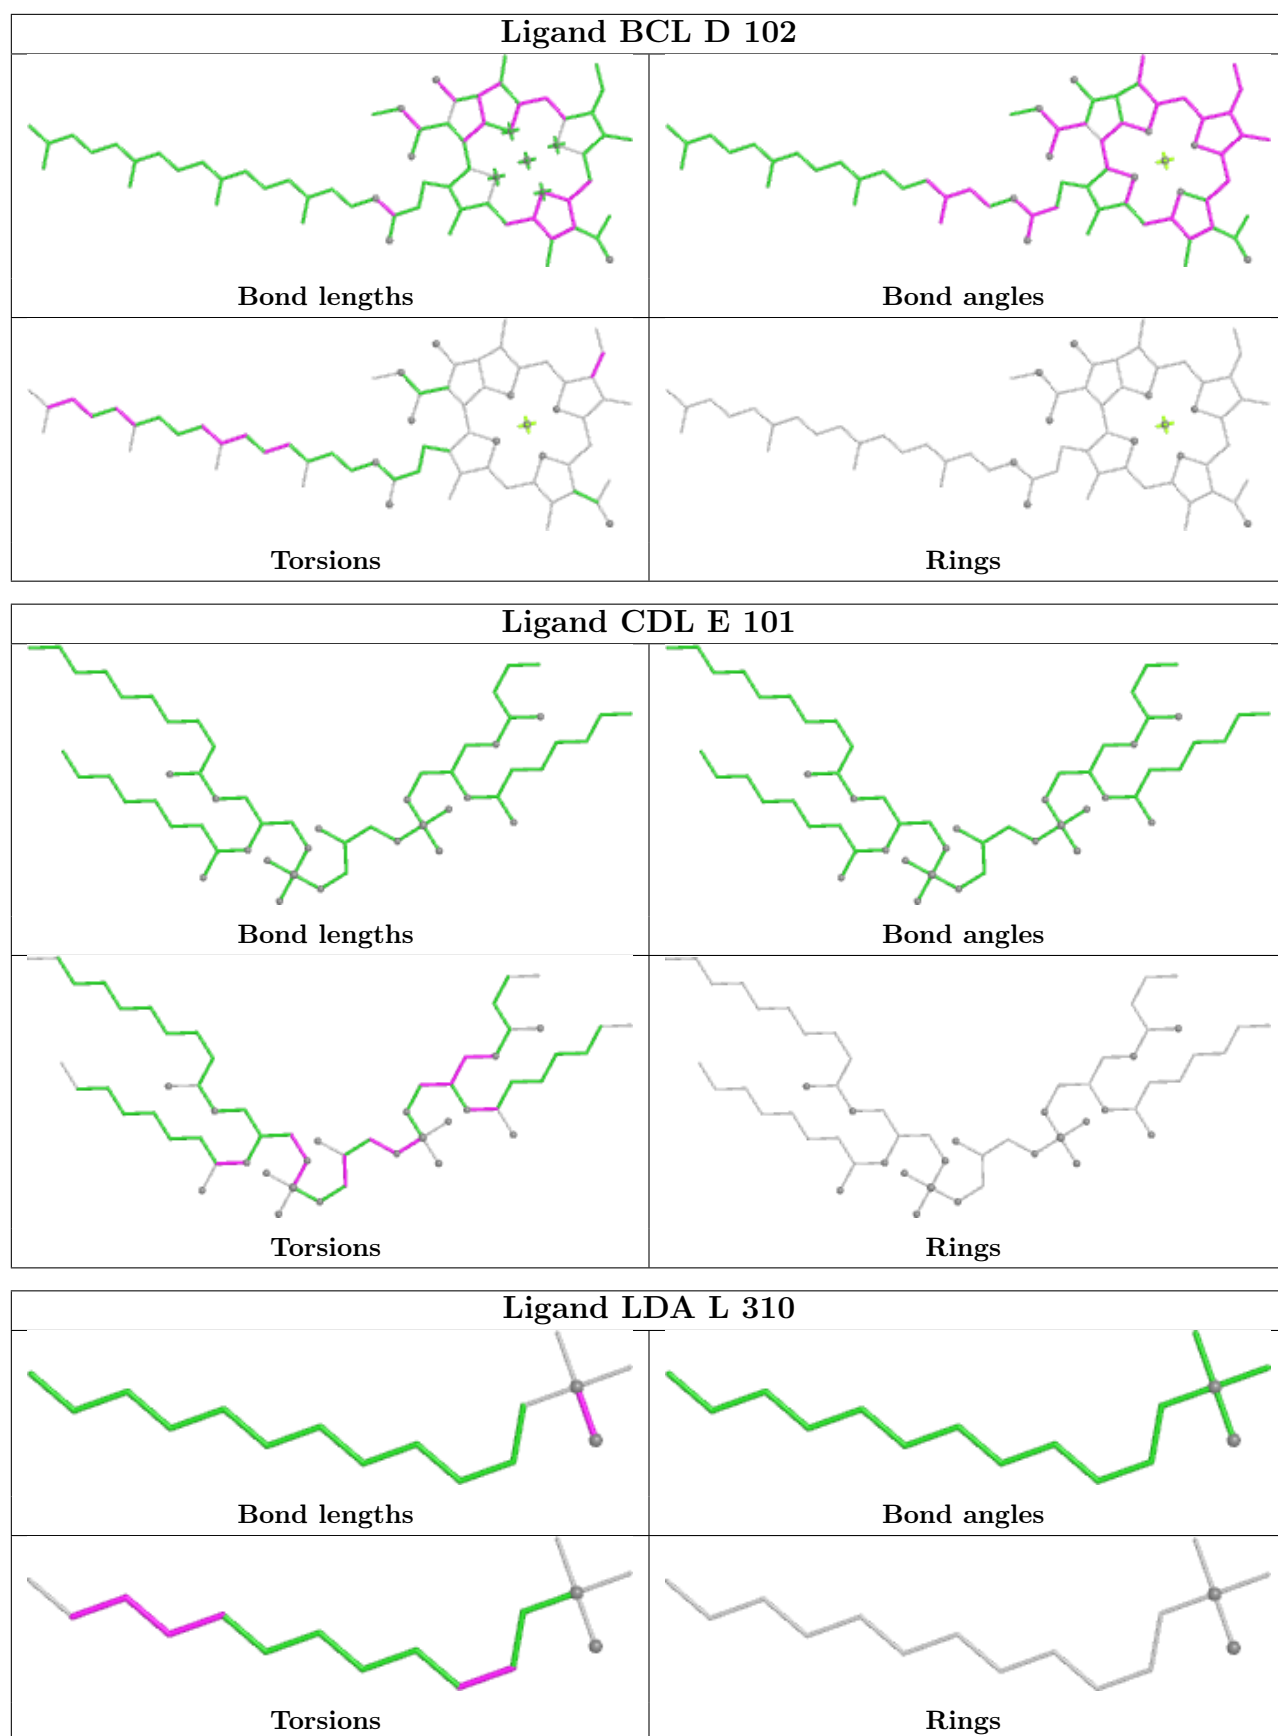 Ligand BCL D 102
Bond lengths
Bond angles
Torsions
Rings
Ligand CDL E 101
Bond lengths
Bond angles
Torsions
Rings
Ligand LDA L 310
Bond lengths
Bond angles
Torsions
Rings